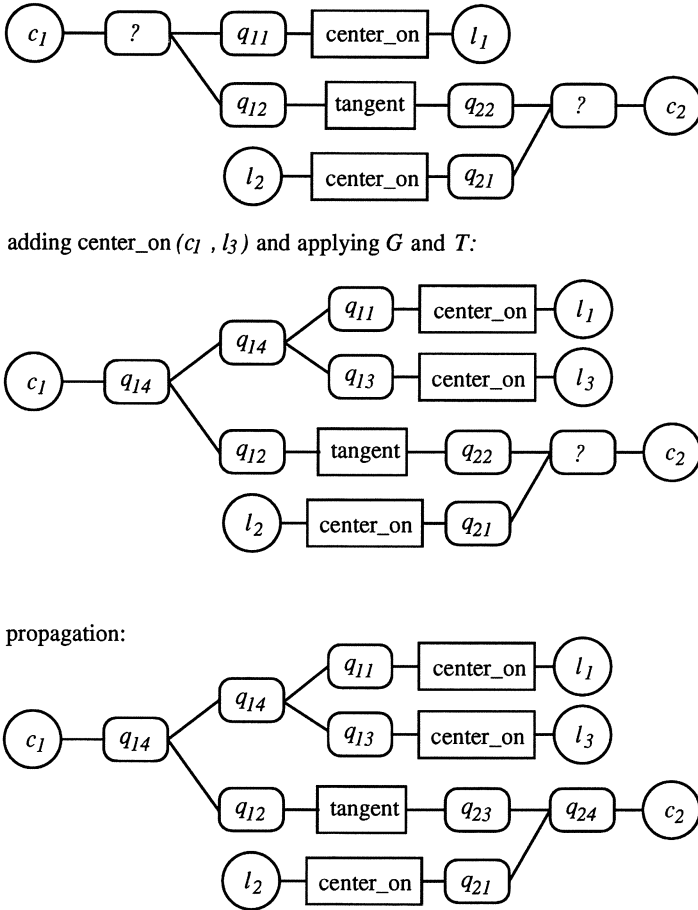 c1 ? q11 center_on l1
q12 tangent q22 ? c2
l2 center_on q21
adding center_on (c1 , l3) and applying G and T:
q11 center_on l1
q14
c1 q14 q13 center_on l3
q12 tangent q22 ? c2
l2 center_on q21
propagation:
q11 center_on l1
q14
c1 q14 q13 center_on l3
q12 tangent q23 q24 c2
l2 center_on q21